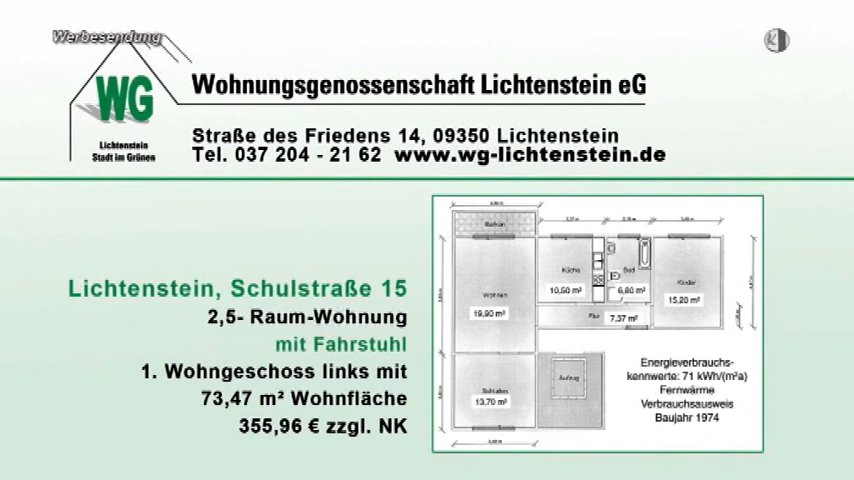 Werbesendung
K
WG
Wohnungsgenossenschaft Lichtenstein eG
Lichtenstein
Stadt im Grünen
Straße des Friedens 14, 09350 Lichtenstein
Tel. 037 204 - 21 62 www.wg-lichtenstein.de
Lichtenstein, Schulstraße 15
2,5- Raum-Wohnung
mit Fahrstuhl
1. Wohngeschoss links mit
73,47 m² Wohnfläche
355,96 € zzgl. NK
Balkon
Wohnen
19,90 m²
Küche
10,50 m²
Bad
6,80 m²
Kinder
15,20 m²
Flur
7,37 m²
Schlafen
13,70 m²
Aufzug
Energieverbrauchs-
kennwerte: 71 kWh/(m²a)
Fernwärme
Verbrauchsausweis
Baujahr 1974